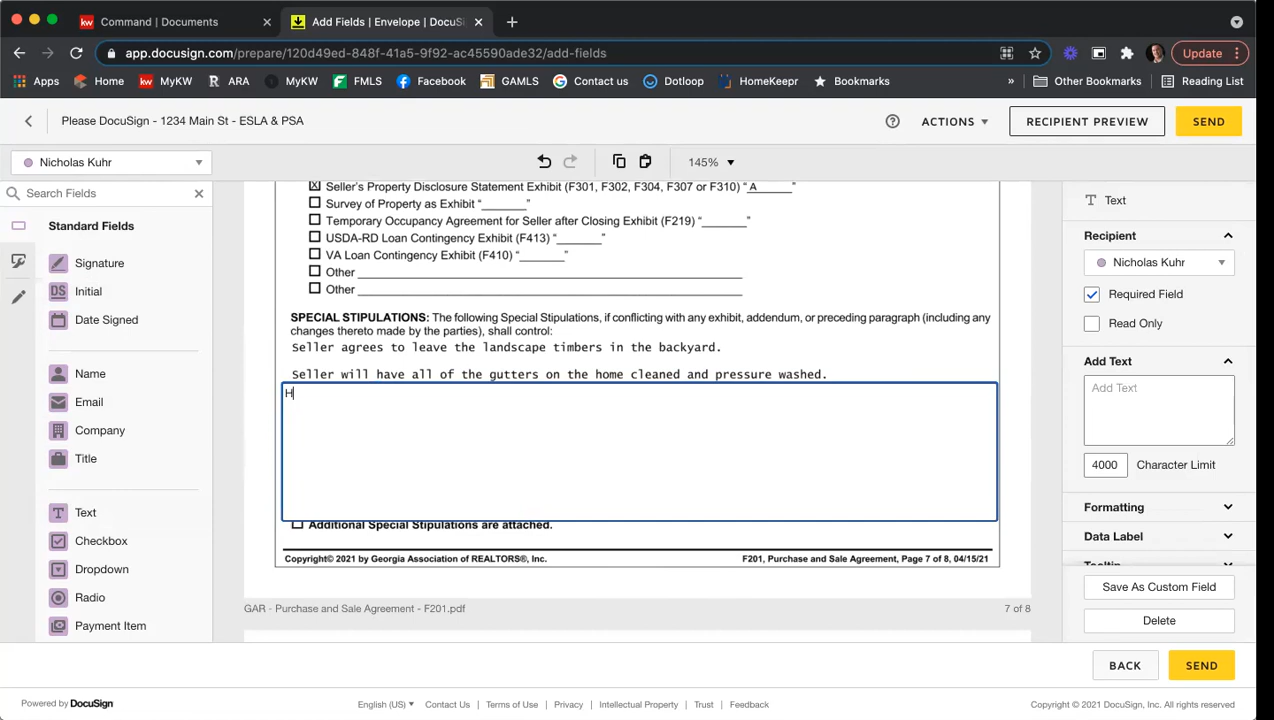 Command | Documents
Add Fields | Envelope | DocuSi
app.docusign.com/prepare/120d49ed-848f-41a5-9f92-ac45590ade32/add-fields
Update
Apps
Home
kw MyKW
R ARA
MyKW
FMLS
Facebook
GAMLS
Contact us
Dotloop
HomeKeepr
Bookmarks
»
Other Bookmarks
Reading List
Please DocuSign - 1234 Main St - ESLA & PSA
ACTIONS
RECIPIENT PREVIEW
SEND
Nicholas Kuhr
145%
Search Fields
Standard Fields
Signature
DS Initial
Date Signed
Name
Email
Company
Title
T Text
Checkbox
Dropdown
Radio
Payment Item
X Seller's Property Disclosure Statement Exhibit (F301, F302, F304, F307 or F310) "_A______"
Survey of Property as Exhibit "_______"
Temporary Occupancy Agreement for Seller after Closing Exhibit (F219) "_______"
USDA-RD Loan Contingency Exhibit (F413) "_______"
VA Loan Contingency Exhibit (F410) "_______"
Other
Other
SPECIAL STIPULATIONS: The following Special Stipulations, if conflicting with any exhibit, addendum, or preceding paragraph (including any
changes thereto made by the parties), shall control:
Seller agrees to leave the landscape timbers in the backyard.
Seller will have all of the gutters on the home cleaned and pressure washed.
H
Additional Special Stipulations are attached.
Copyright© 2021 by Georgia Association of REALTORS®, Inc.
F201, Purchase and Sale Agreement, Page 7 of 8, 04/15/21
GAR - Purchase and Sale Agreement - F201.pdf
7 of 8
T Text
Recipient
Nicholas Kuhr
Required Field
Read Only
Add Text
Add Text
4000
Character Limit
Formatting
Data Label
Tooltip
Save As Custom Field
Delete
BACK
SEND
Powered by DocuSign
English (US)
Contact Us
Terms of Use
Privacy
Intellectual Property
Trust
Feedback
Copyright © 2021 DocuSign, Inc. All rights reserved